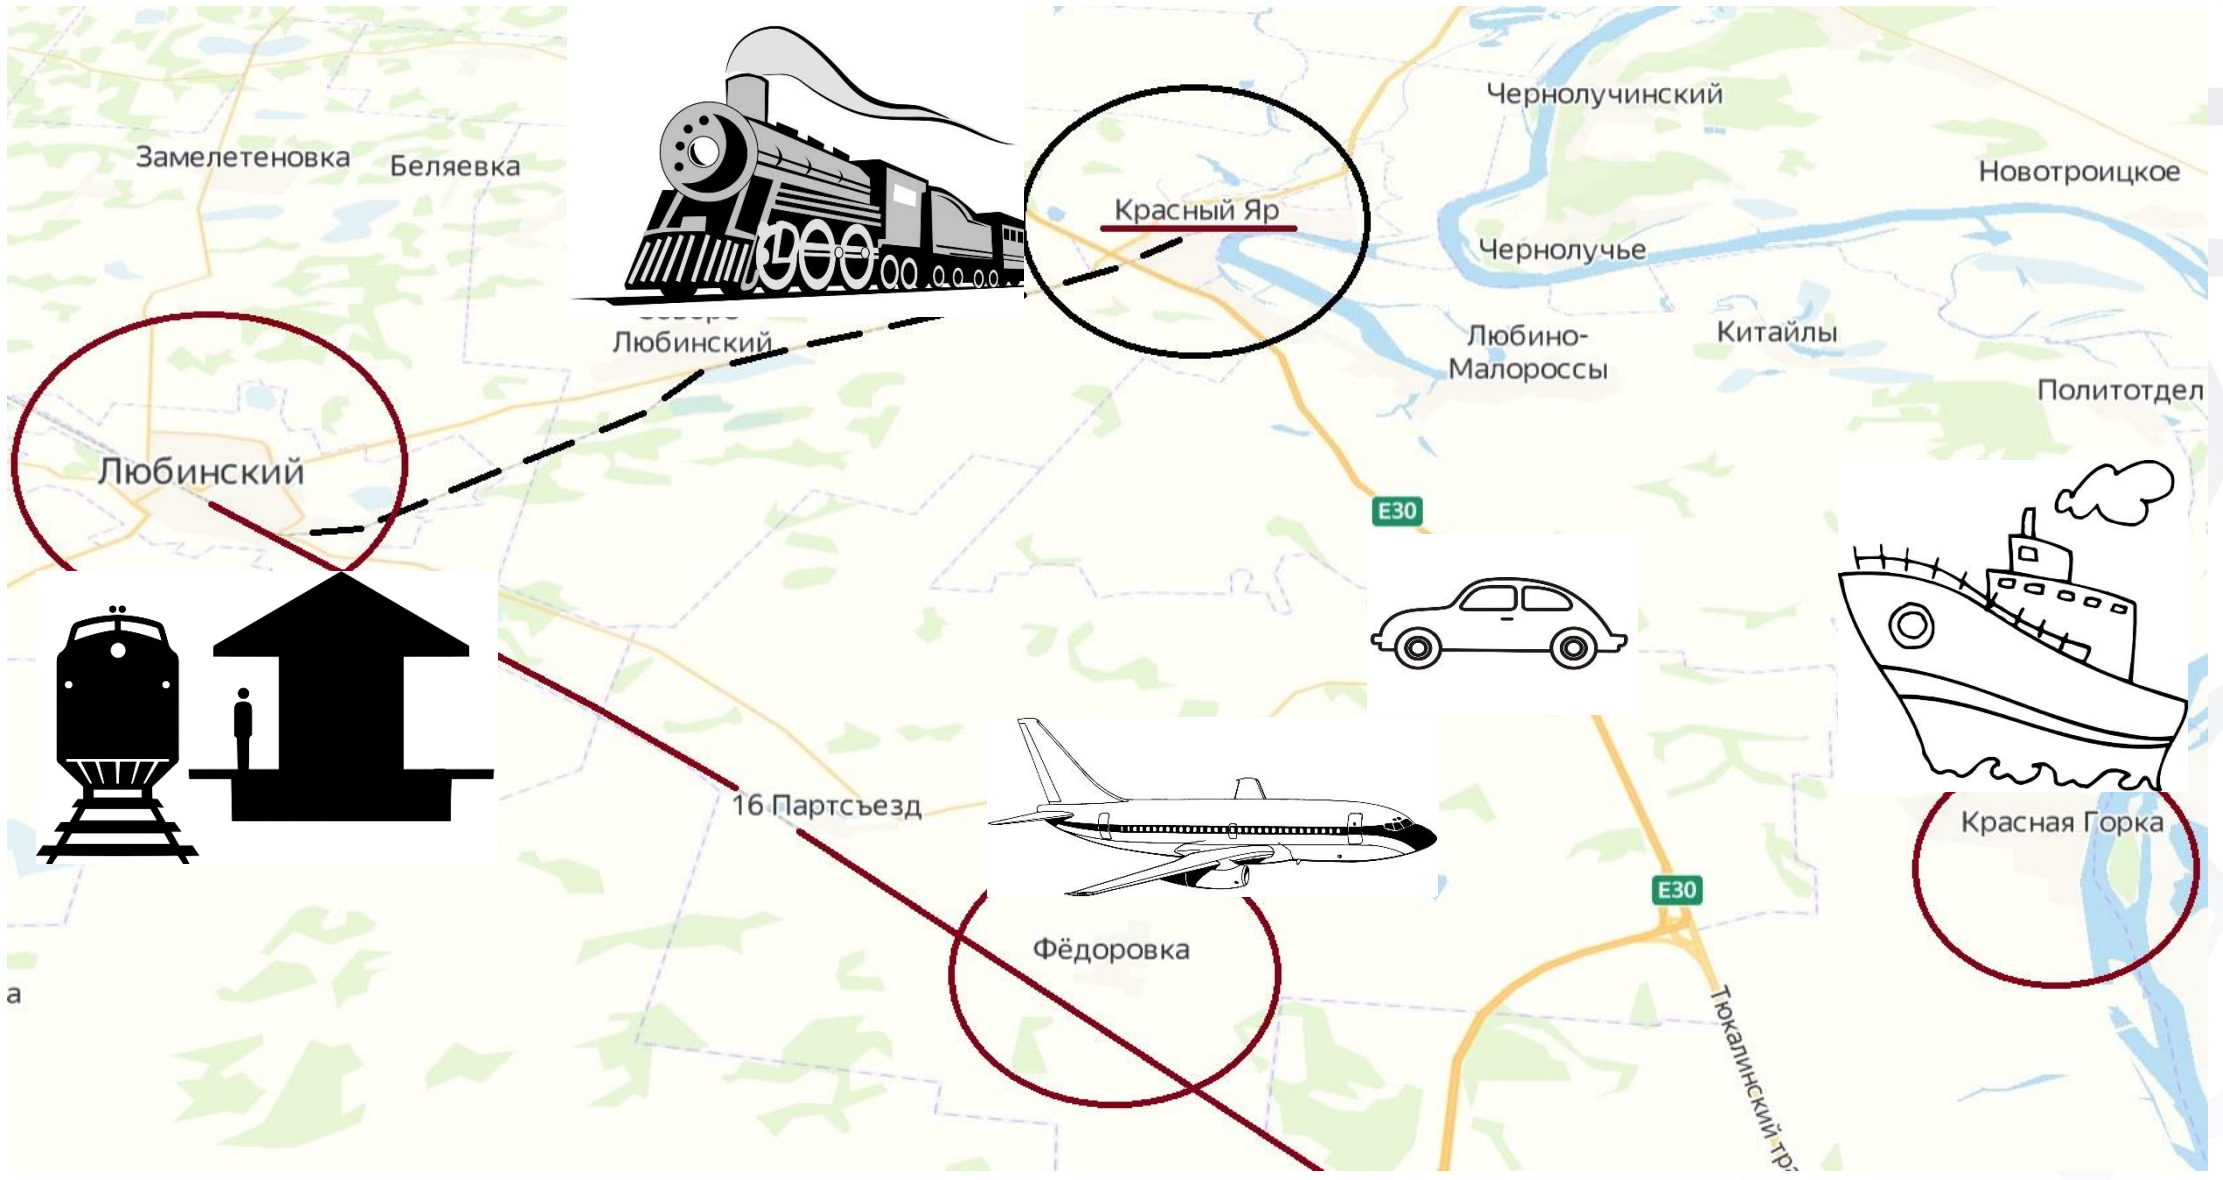 Чернолучинский
Замелетеновка
Беляевка
Новотроицкое
Красный Яр
Чернолучье
Любинский
Любино-
Малороссы
Китайлы
Политотдел
Любинский
E30
16 Партсъезд
Красная Горка
E30
Фёдоровка
а
Тюкалинский тра